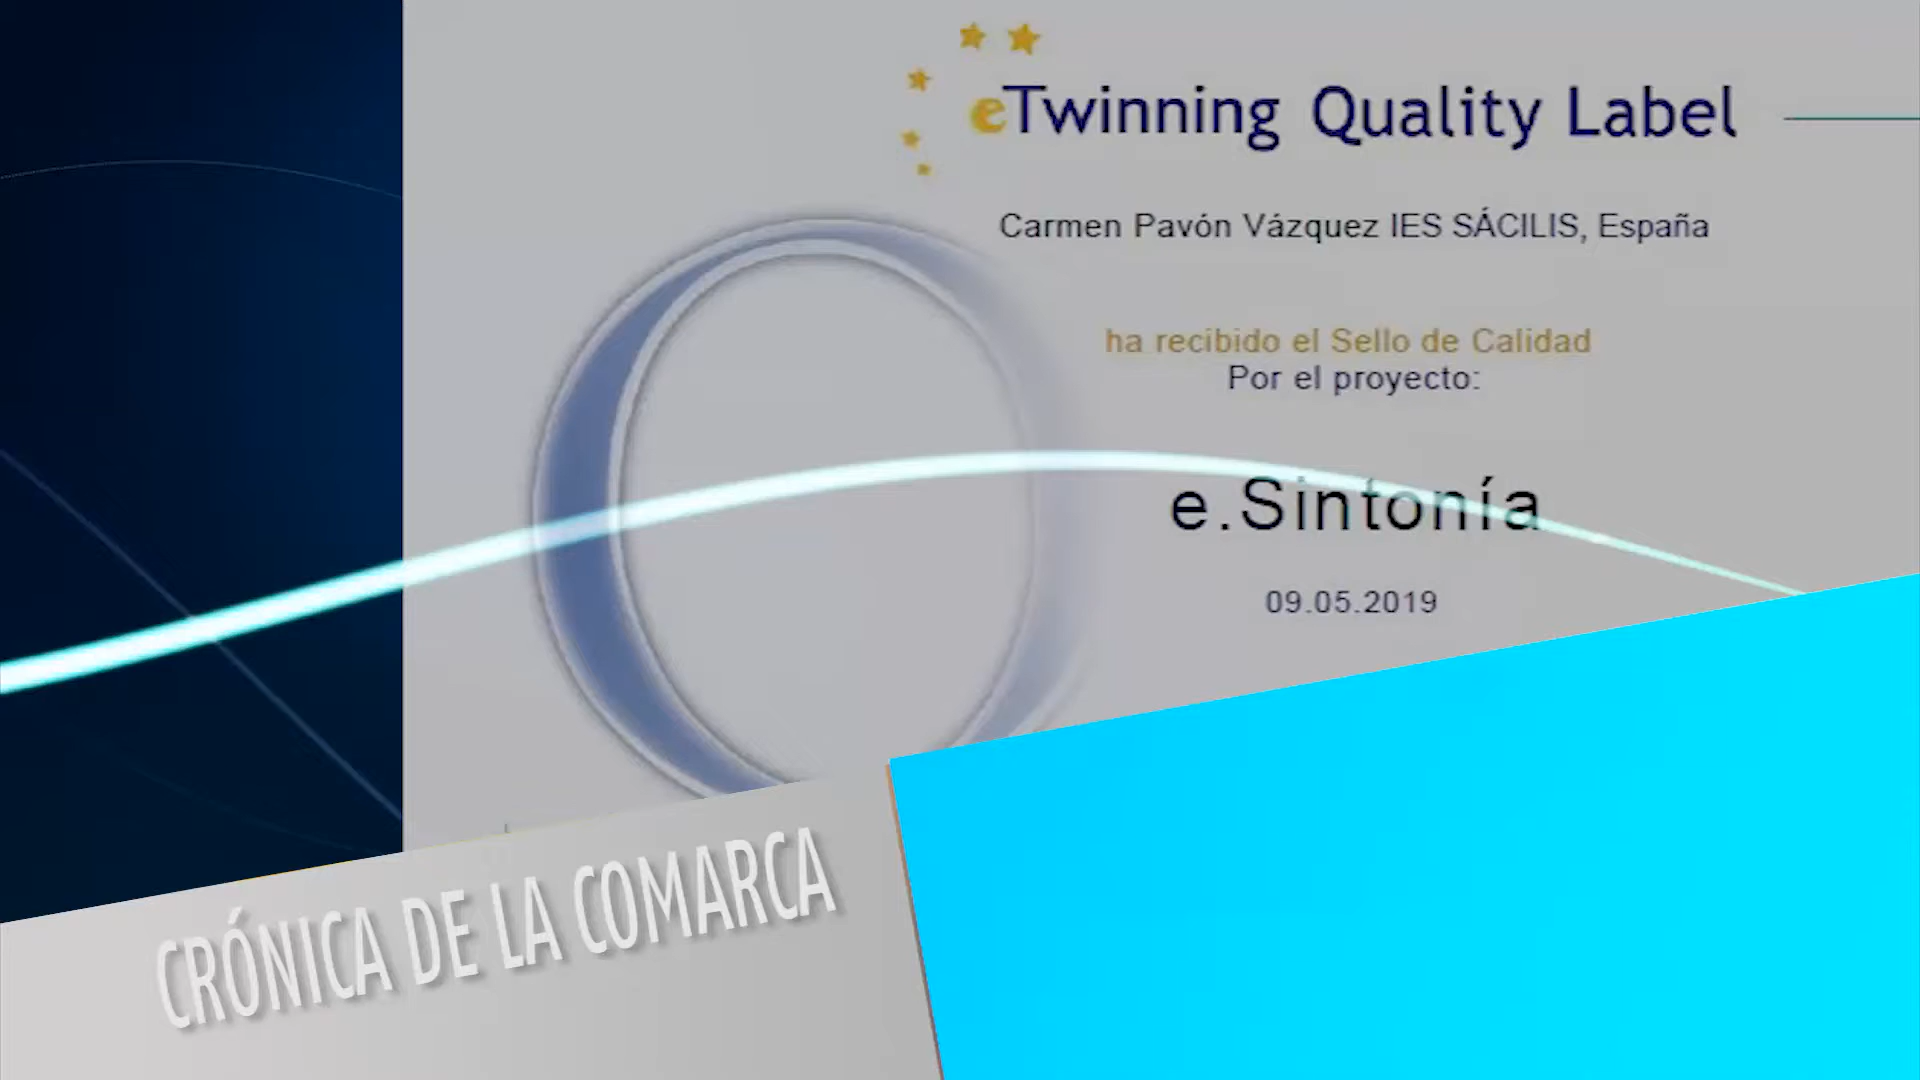 eTwinning Quality Label
Carmen Pavón Vázquez IES SÁCILIS, España
ha recibido el Sello de Calidad
Por el proyecto:
e.Sintonía
09.05.2019
CRÓNICA DE LA COMARCA